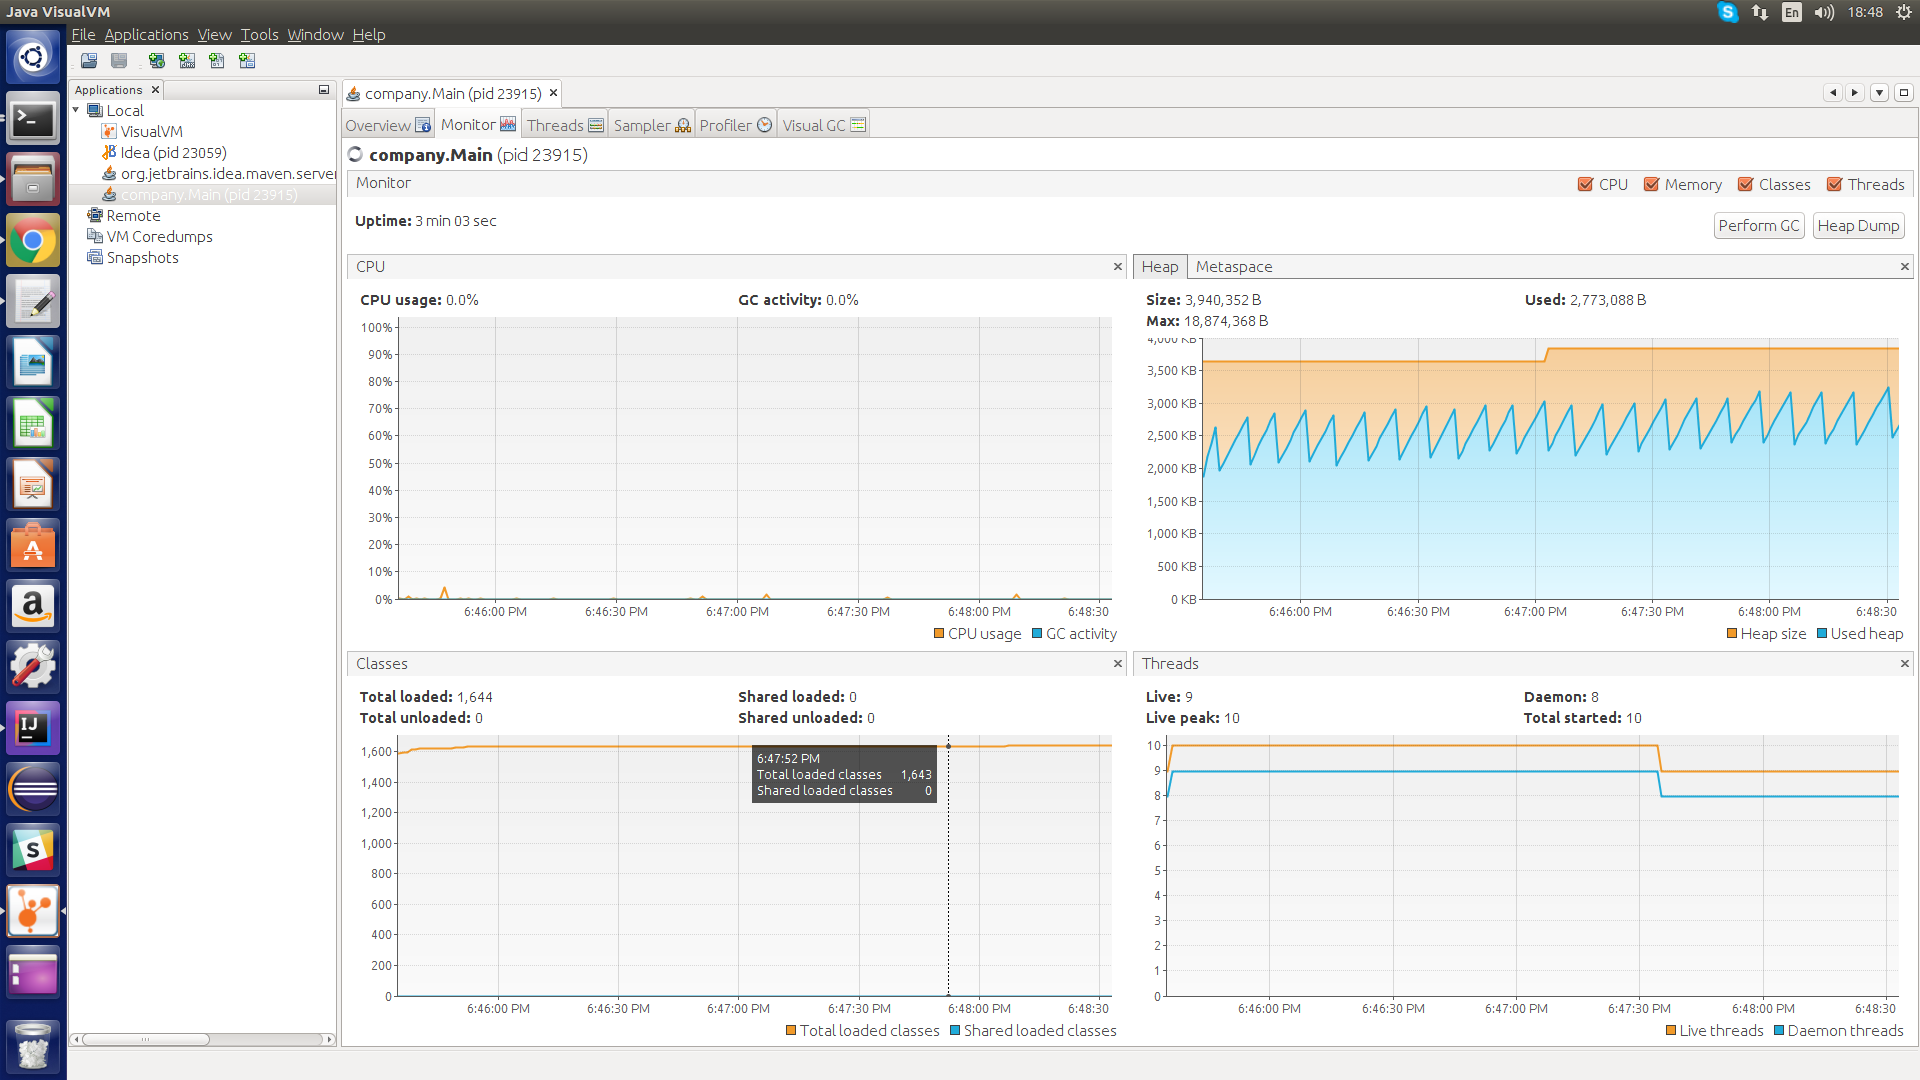 Java VisualVM
En
18:48
File Applications View Tools Window Help
Applications
Local
VisualVM
Idea (pid 23059)
org.jetbrains.idea.maven.server
company.Main (pid 23915)
Remote
VM Coredumps
Snapshots
company.Main (pid 23915)
Overview Monitor Threads Sampler Profiler Visual GC
company.Main (pid 23915)
Monitor
CPU Memory Classes Threads
Uptime: 3 min 03 sec
Perform GC Heap Dump
CPU
CPU usage: 0.0% GC activity: 0.0%
100%
90%
80%
70%
60%
50%
40%
30%
20%
10%
0%
6:46:00 PM 6:46:30 PM 6:47:00 PM 6:47:30 PM 6:48:00 PM 6:48:30
CPU usage GC activity
Heap Metaspace
Size: 3,940,352 B Used: 2,773,088 B
Max: 18,874,368 B
4,000 KB
3,500 KB
3,000 KB
2,500 KB
2,000 KB
1,500 KB
1,000 KB
500 KB
0 KB
6:46:00 PM 6:46:30 PM 6:47:00 PM 6:47:30 PM 6:48:00 PM 6:48:30
Heap size Used heap
Classes
Total loaded: 1,644 Shared loaded: 0
Total unloaded: 0 Shared unloaded: 0
1,600
1,400
1,200
1,000
800
600
400
200
0
6:47:52 PM
Total loaded classes 1,643
Shared loaded classes 0
6:46:00 PM 6:46:30 PM 6:47:00 PM 6:47:30 PM 6:48:00 PM 6:48:30
Total loaded classes Shared loaded classes
Threads
Live: 9 Daemon: 8
Live peak: 10 Total started: 10
10
9
8
7
6
5
4
3
2
1
0
6:46:00 PM 6:46:30 PM 6:47:00 PM 6:47:30 PM 6:48:00 PM 6:48:30
Live threads Daemon threads